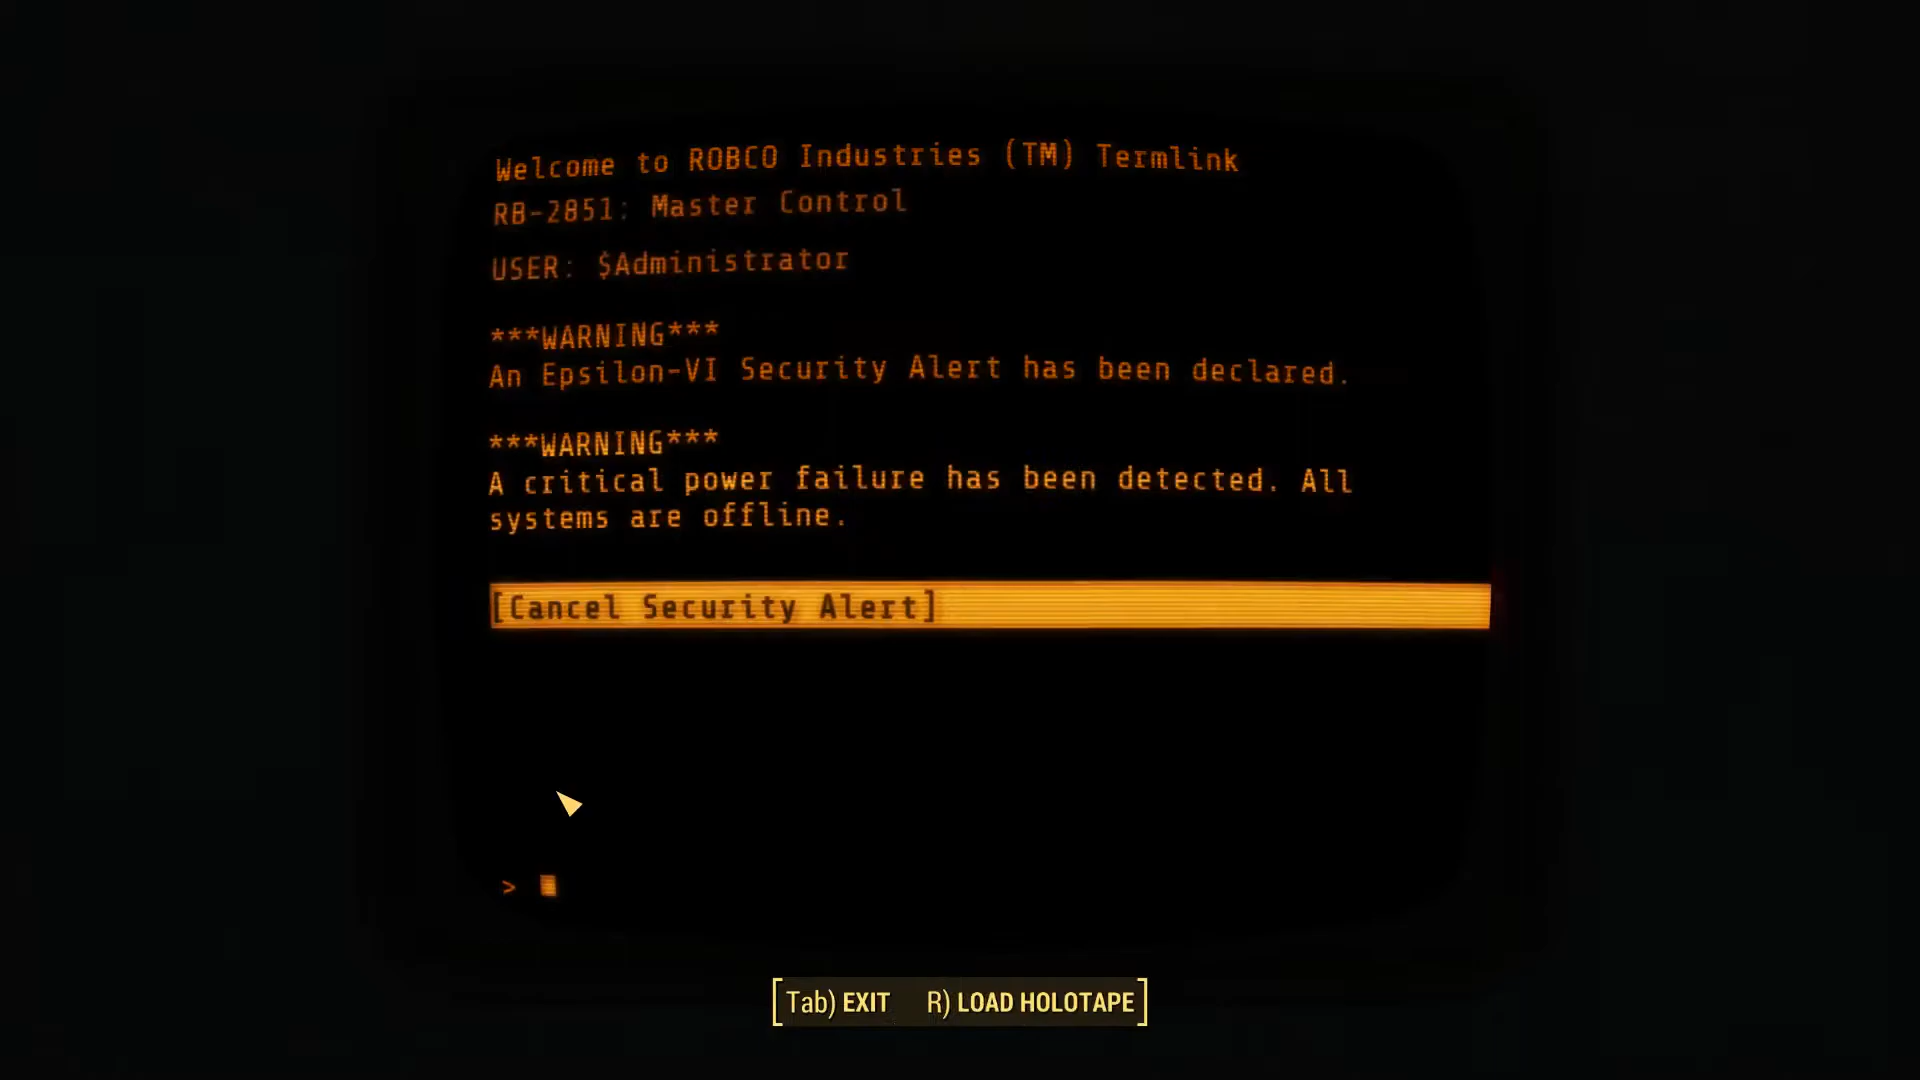 Welcome to ROBCO Industries (TM) Termlink
RB-2851: Master Control
USER: $Administrator
***WARNING***
An Epsilon-VI Security Alert has been declared.
***WARNING***
A critical power failure has been detected. All
systems are offline.
[Cancel Security Alert]
>
Tab) EXIT R) LOAD HOLOTAPE